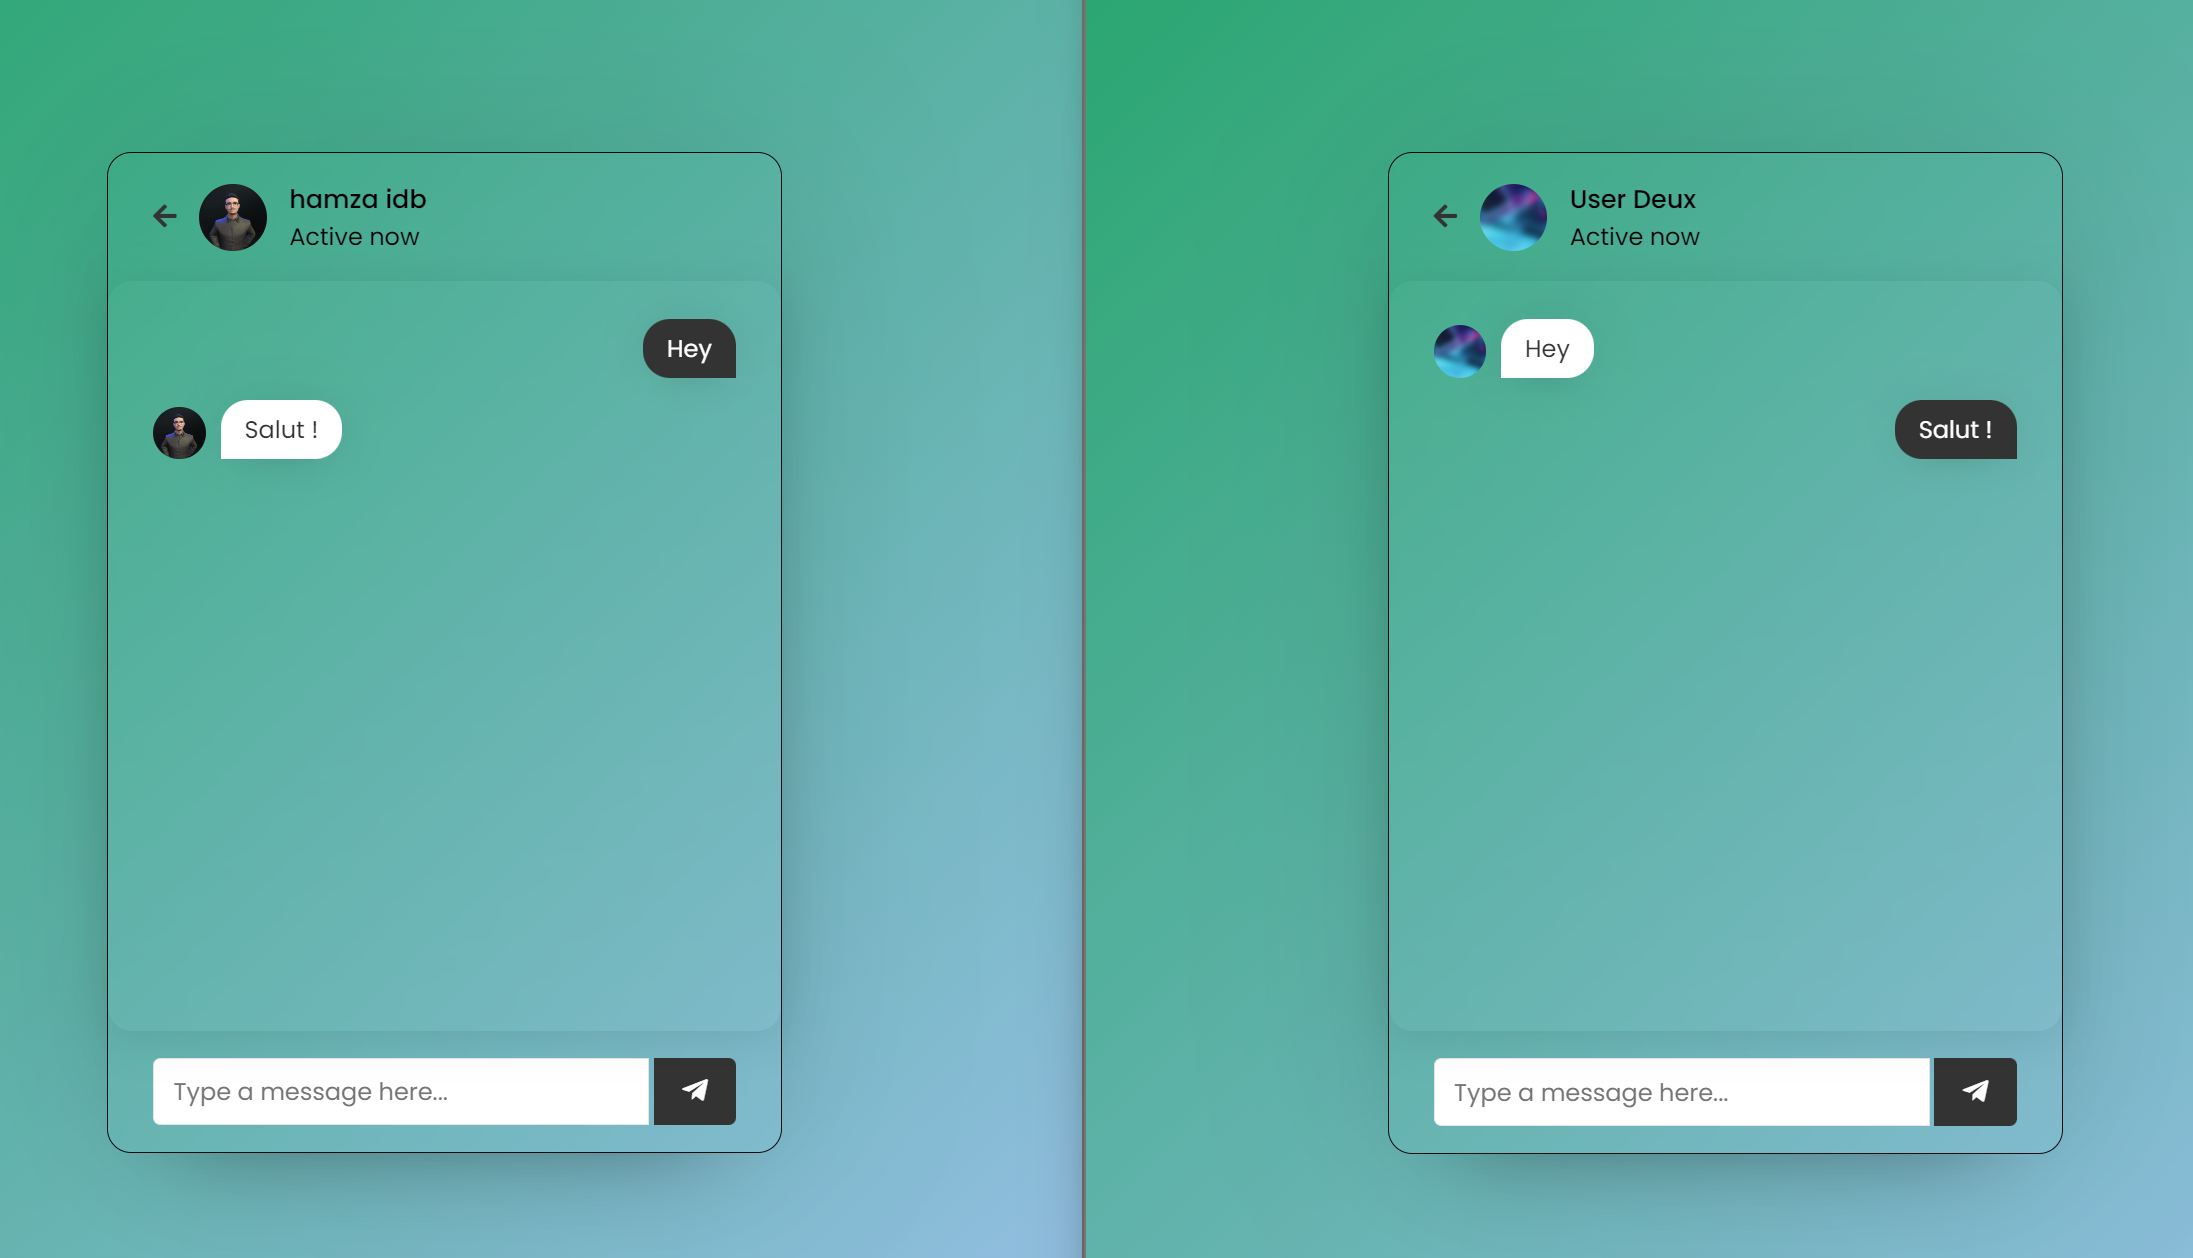 hamza idb
Active now
Hey
Salut !
Type a message here...
User Deux
Active now
Hey
Salut !
Type a message here...